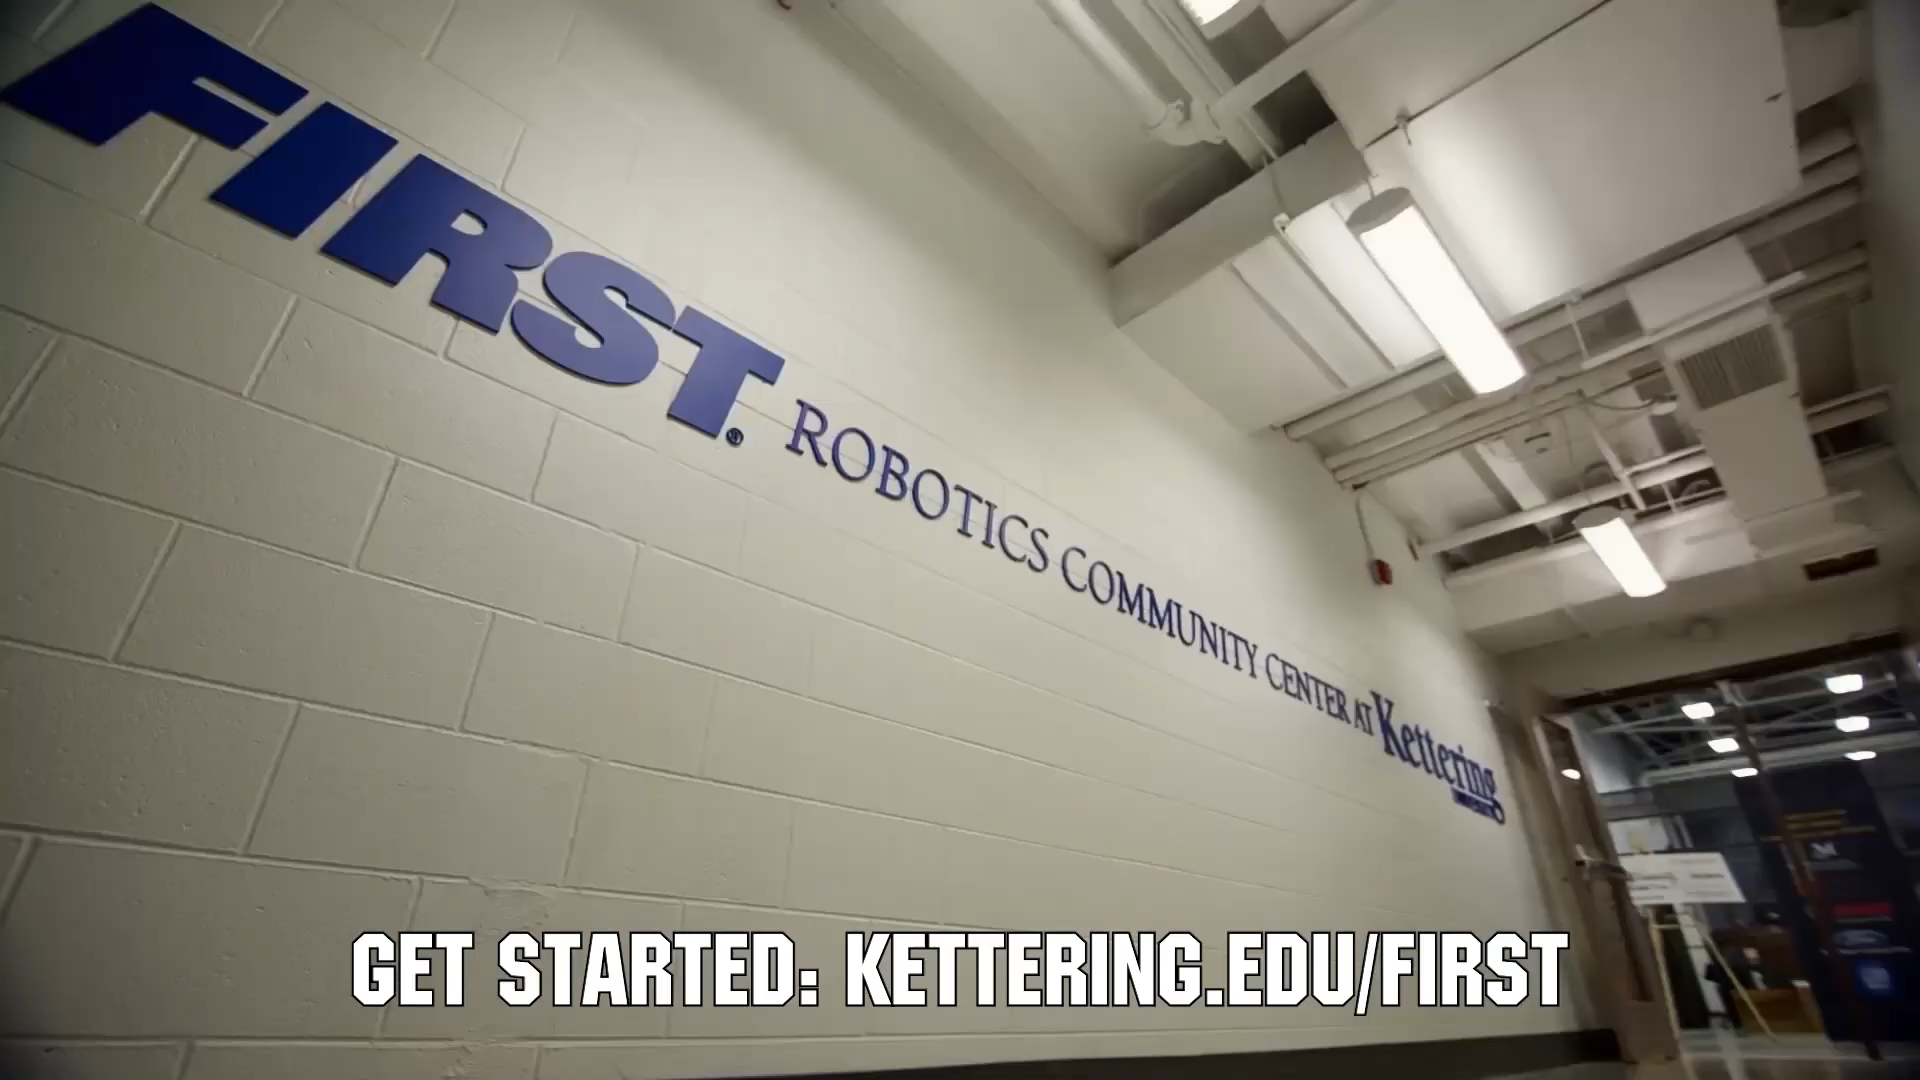 FIRST® ROBOTICS COMMUNITY CENTER AT Kettering
GET STARTED: KETTERING.EDU/FIRST